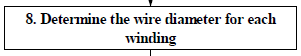 8. Determine the wire diameter for each
winding